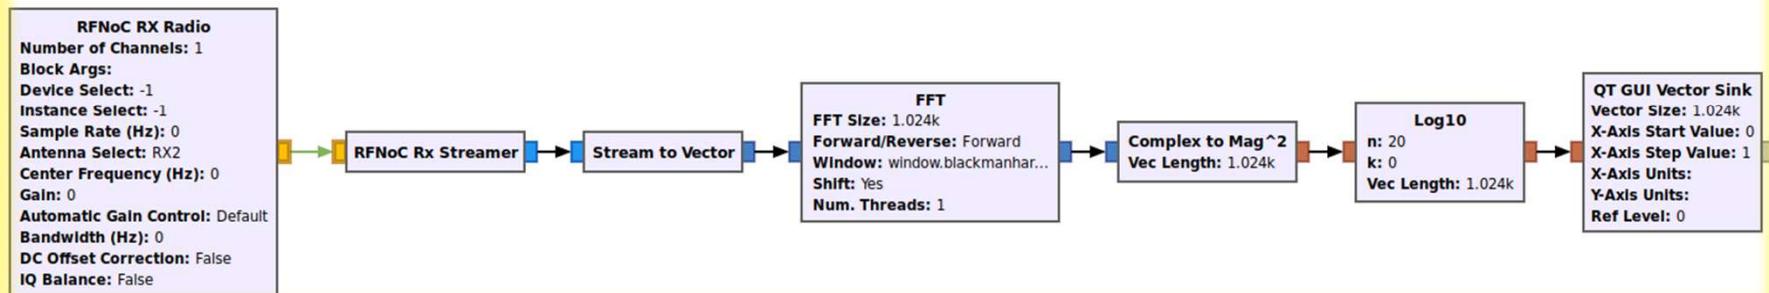 RFNoC RX Radio
Number of Channels: 1
Block Args:
Device Select: -1
Instance Select: -1
Sample Rate (Hz): 0
Antenna Select: RX2
Center Frequency (Hz): 0
Gain: 0
Automatic Gain Control: Default
Bandwidth (Hz): 0
DC Offset Correction: False
IQ Balance: False
RFNoC Rx Streamer
Stream to Vector
FFT
FFT Size: 1.024k
Forward/Reverse: Forward
Window: window.blackmanhar...
Shift: Yes
Num. Threads: 1
Complex to Mag^2
Vec Length: 1.024k
Log10
n: 20
k: 0
Vec Length: 1.024k
QT GUI Vector Sink
Vector Size: 1.024k
X-Axis Start Value: 0
X-Axis Step Value: 1
X-Axis Units:
Y-Axis Units:
Ref Level: 0